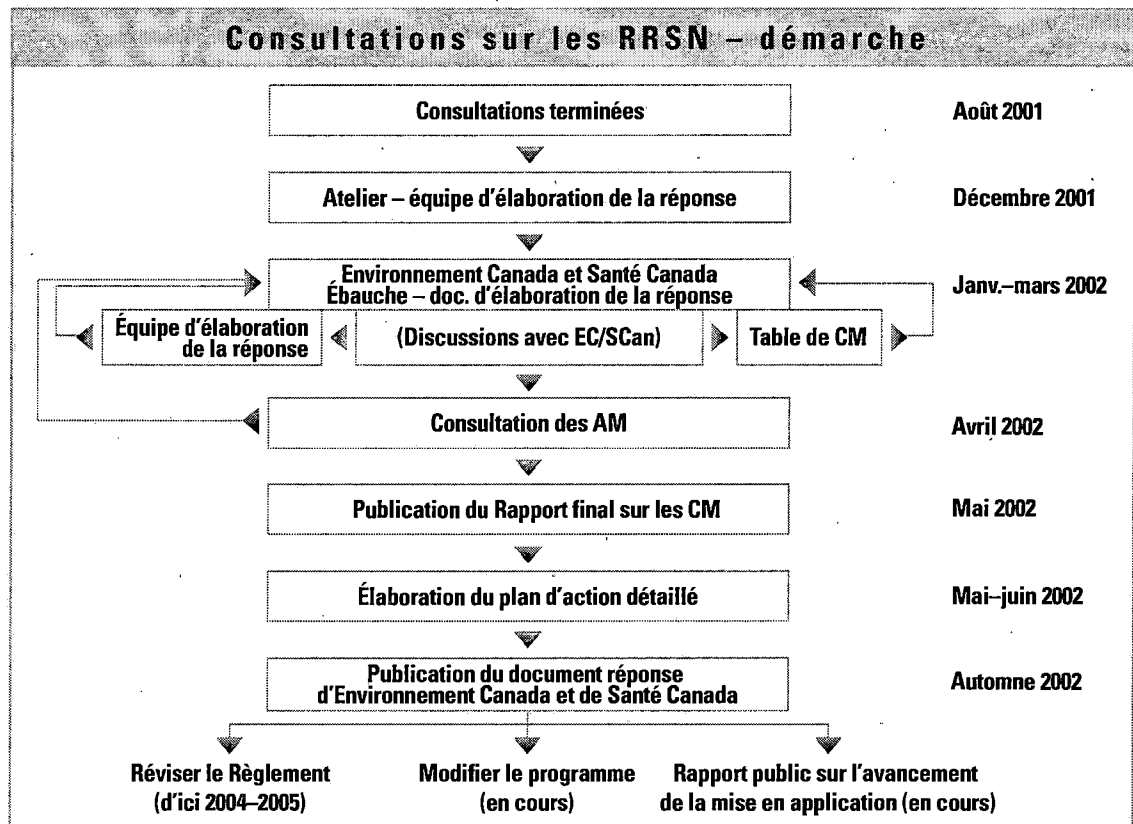 Consultations sur les RRSN – démarche
Consultations terminées
Août 2001
Atelier – équipe d'élaboration de la réponse
Décembre 2001
Environnement Canada et Santé Canada
Ébauche – doc. d'élaboration de la réponse
Janv.–mars 2002
Équipe d'élaboration
de la réponse
(Discussions avec EC/SCan)
Table de CM
Consultation des AM
Avril 2002
Publication du Rapport final sur les CM
Mai 2002
Élaboration du plan d'action détaillé
Mai–juin 2002
Publication du document réponse
d'Environnement Canada et de Santé Canada
Automne 2002
Réviser le Règlement
(d'ici 2004–2005)
Modifier le programme
(en cours)
Rapport public sur l'avancement
de la mise en application (en cours)